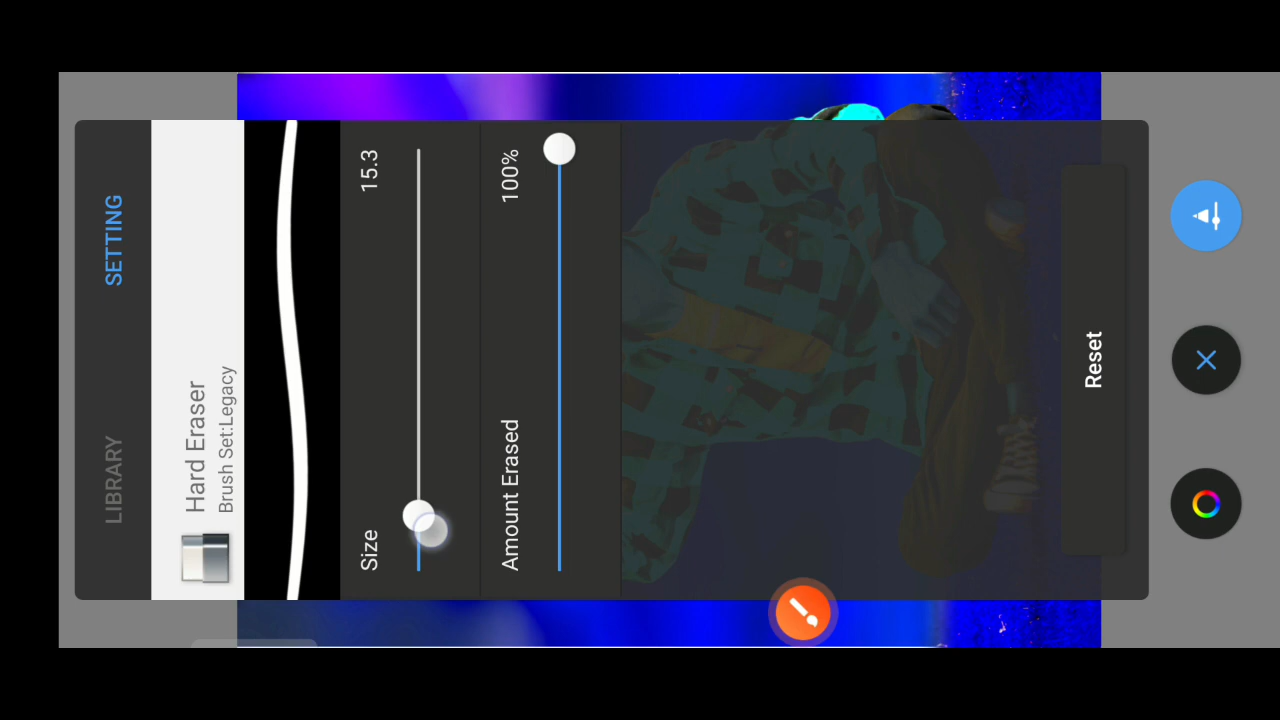 LIBRARY
SETTING
Hard Eraser
Brush Set:Legacy
Size
15.3
Amount Erased
100%
Reset